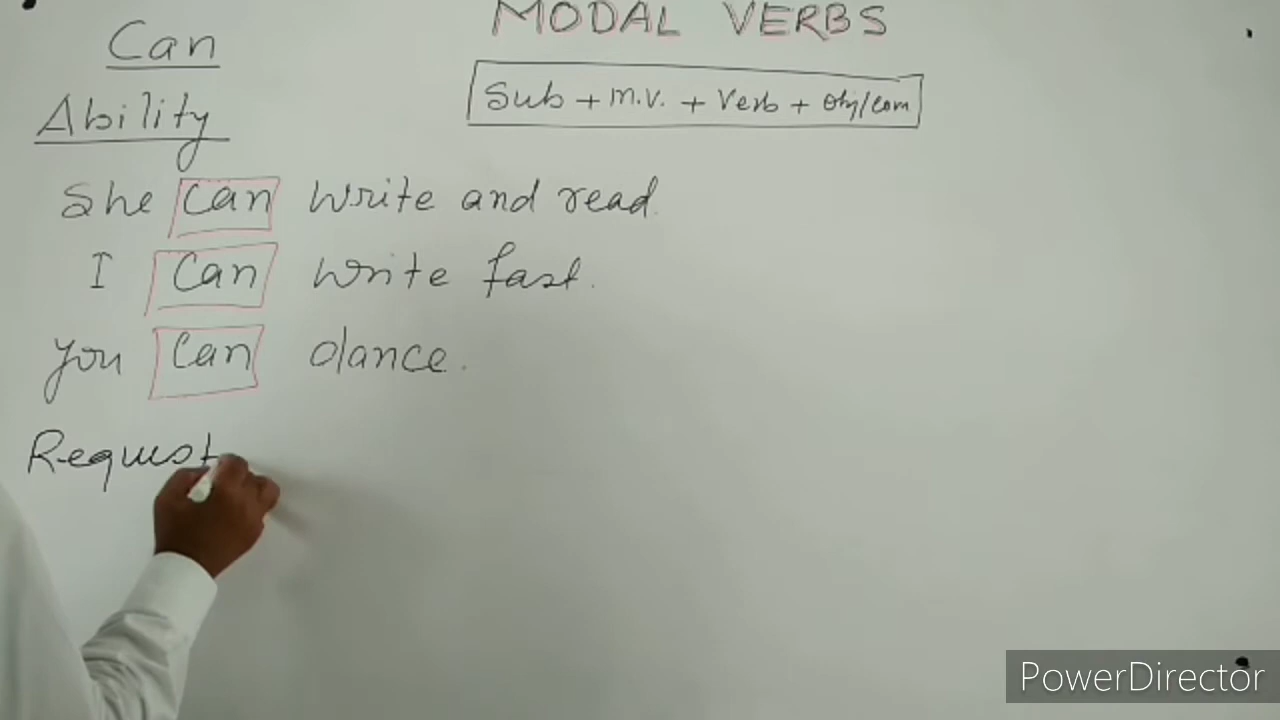 MODAL VERBS
Can
Sub + m.v. + Verb + obj/com
Ability
She can write and read.
I can write fast.
you can dance.
Request
PowerDirector